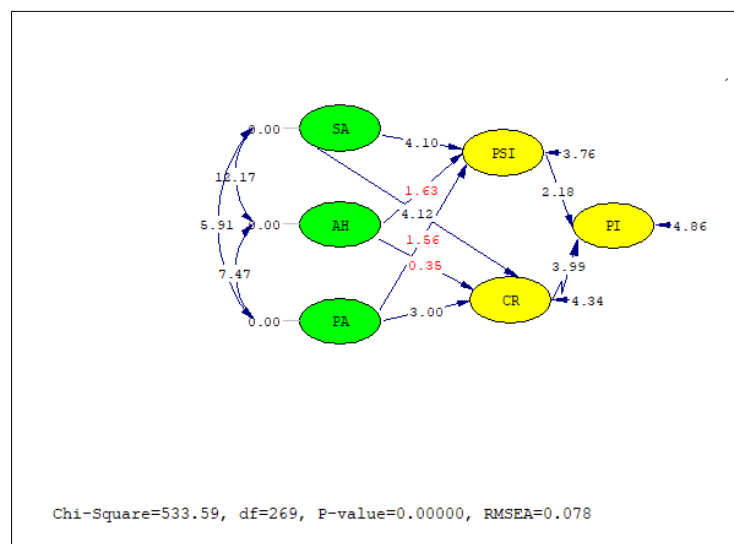 0.00 SA 4.10 PSI 3.76
12.17 1.63 2.18
5.91 0.00 AH 4.12 PI 4.86
1.56
7.47 0.35 3.99
0.00 PA 3.00 CR 4.34
Chi-Square=533.59, df=269, P-value=0.00000, RMSEA=0.078